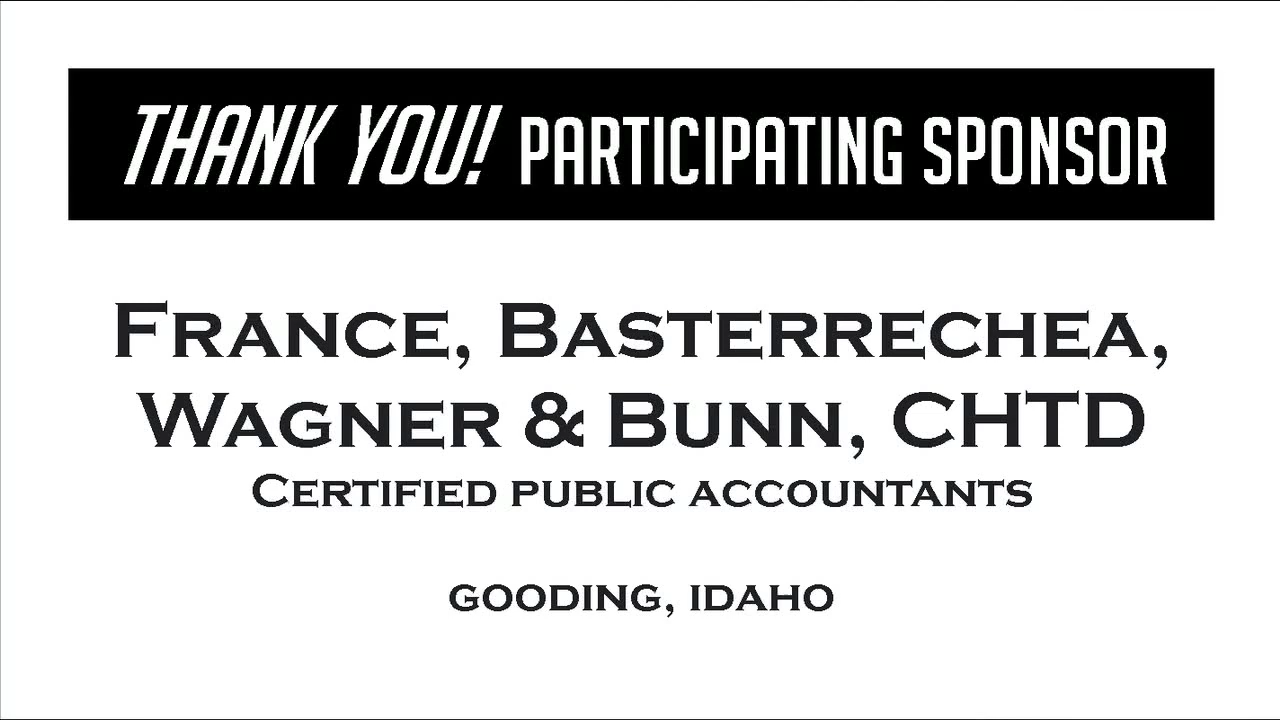 THANK YOU! PARTICIPATING SPONSOR
France, Basterrechea,
Wagner & Bunn, CHTD
Certified public accountants
GOODING, IDAHO